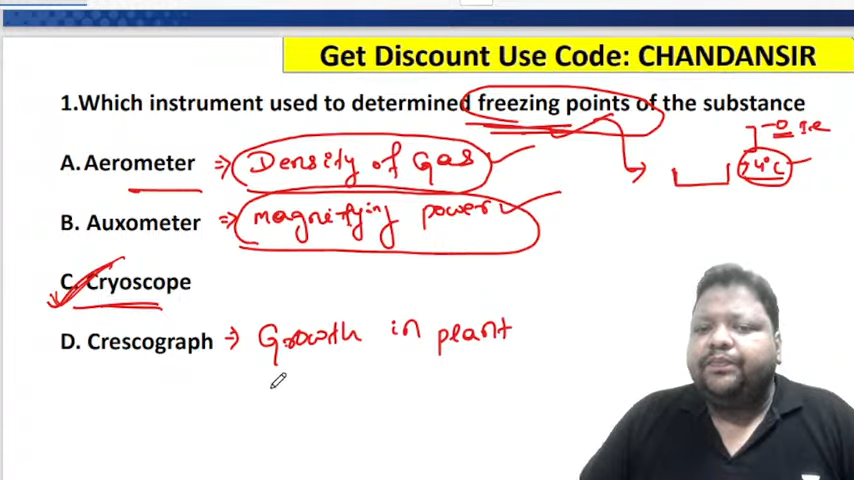 Get Discount Use Code: CHANDANSIR
1.Which instrument used to determined freezing points of the substance
A. Aerometer ⇒ Density of Gas
B. Auxometer ⇒ magnifying power
C. Cryoscope
D. Crescograph ⇒ Growth in plant
4°C